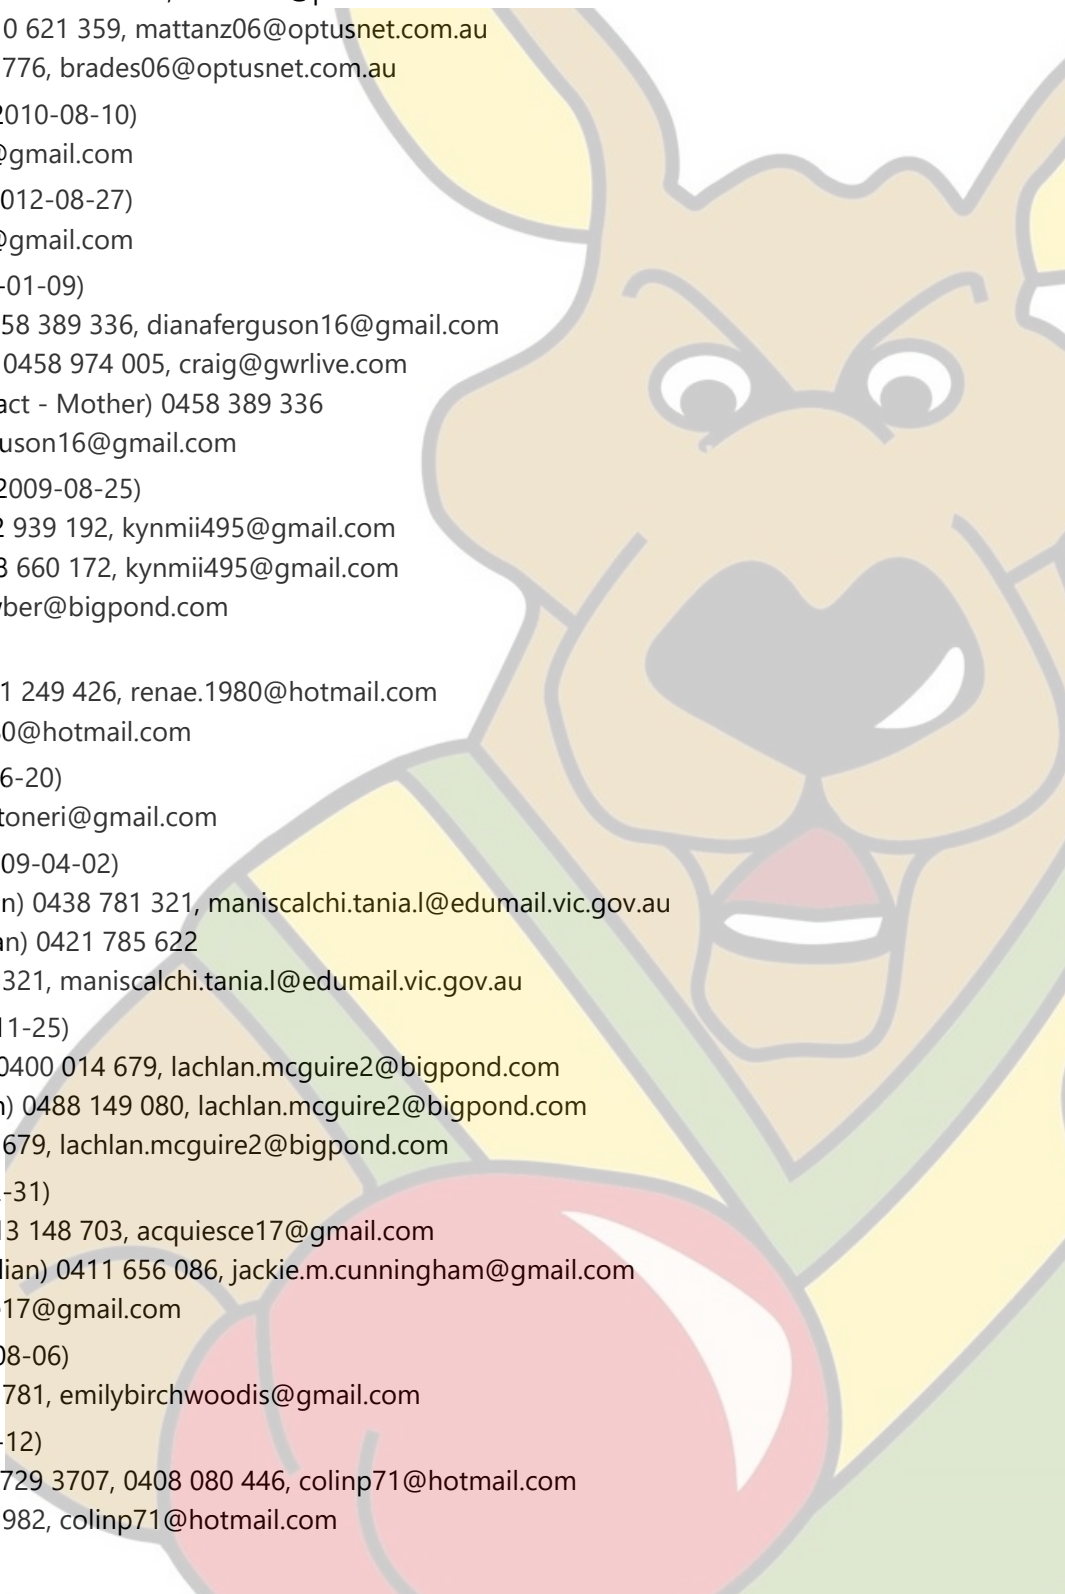 0 621 359, mattanz06@optusnet.com.au
776, brades06@optusnet.com.au
2010-08-10)
@gmail.com
012-08-27)
@gmail.com
-01-09)
58 389 336, dianaferguson16@gmail.com
0458 974 005, craig@gwrlive.com
act - Mother) 0458 389 336
uson16@gmail.com
2009-08-25)
2 939 192, kynmii495@gmail.com
8 660 172, kynmii495@gmail.com
ber@bigpond.com
1 249 426, renae.1980@hotmail.com
0@hotmail.com
6-20)
toneri@gmail.com
09-04-02)
n) 0438 781 321, maniscalchi.tania.l@edumail.vic.gov.au
an) 0421 785 622
321, maniscalchi.tania.l@edumail.vic.gov.au
11-25)
0400 014 679, lachlan.mcguire2@bigpond.com
n) 0488 149 080, lachlan.mcguire2@bigpond.com
679, lachlan.mcguire2@bigpond.com
-31)
13 148 703, acquiesce17@gmail.com
lian) 0411 656 086, jackie.m.cunningham@gmail.com
17@gmail.com
08-06)
781, emilybirchwoodis@gmail.com
-12)
729 3707, 0408 080 446, colinp71@hotmail.com
982, colinp71@hotmail.com